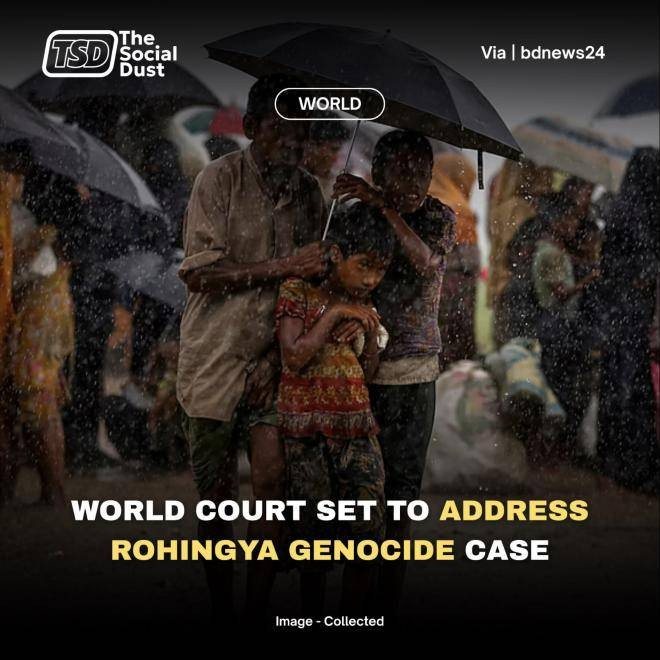 TSD The
Social
Dust
Via | bdnews24
WORLD
WORLD COURT SET TO ADDRESS
ROHINGYA GENOCIDE CASE
Image - Collected